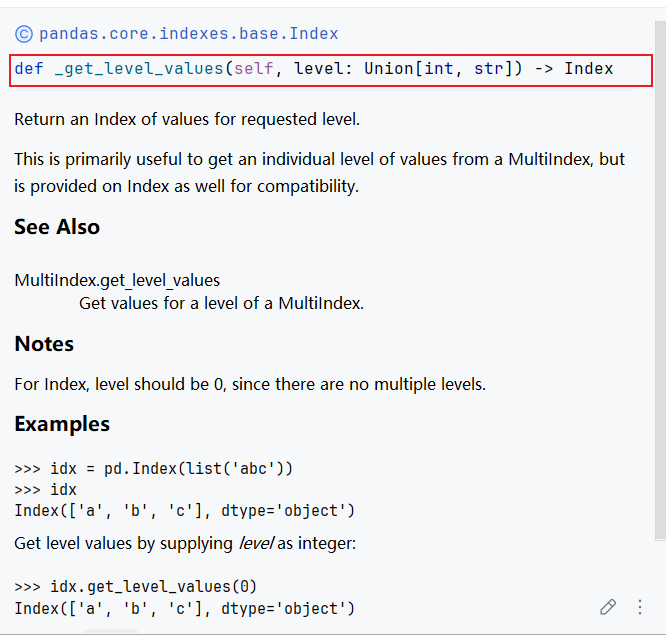 © pandas.core.indexes.base.Index
def _get_level_values(self, level: Union[int, str]) -> Index
Return an Index of values for requested level.
This is primarily useful to get an individual level of values from a MultiIndex, but
is provided on Index as well for compatibility.
See Also
MultiIndex.get_level_values
Get values for a level of a MultiIndex.
Notes
For Index, level should be 0, since there are no multiple levels.
Examples
>>> idx = pd.Index(list('abc'))
>>> idx
Index(['a', 'b', 'c'], dtype='object')
Get level values by supplying level as integer:
>>> idx.get_level_values(0)
Index(['a', 'b', 'c'], dtype='object')